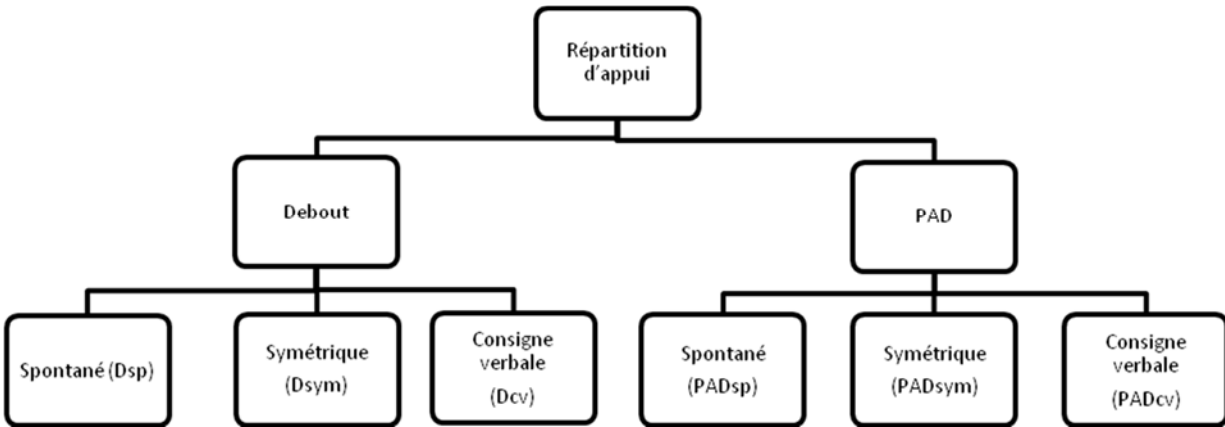 Répartition
d'appui
Debout
PAD
Spontané (Dsp)
Symétrique
(Dsym)
Consigne
verbale
(Dcv)
Spontané
(PADsp)
Symétrique
(PADsym)
Consigne
verbale
(PADcv)